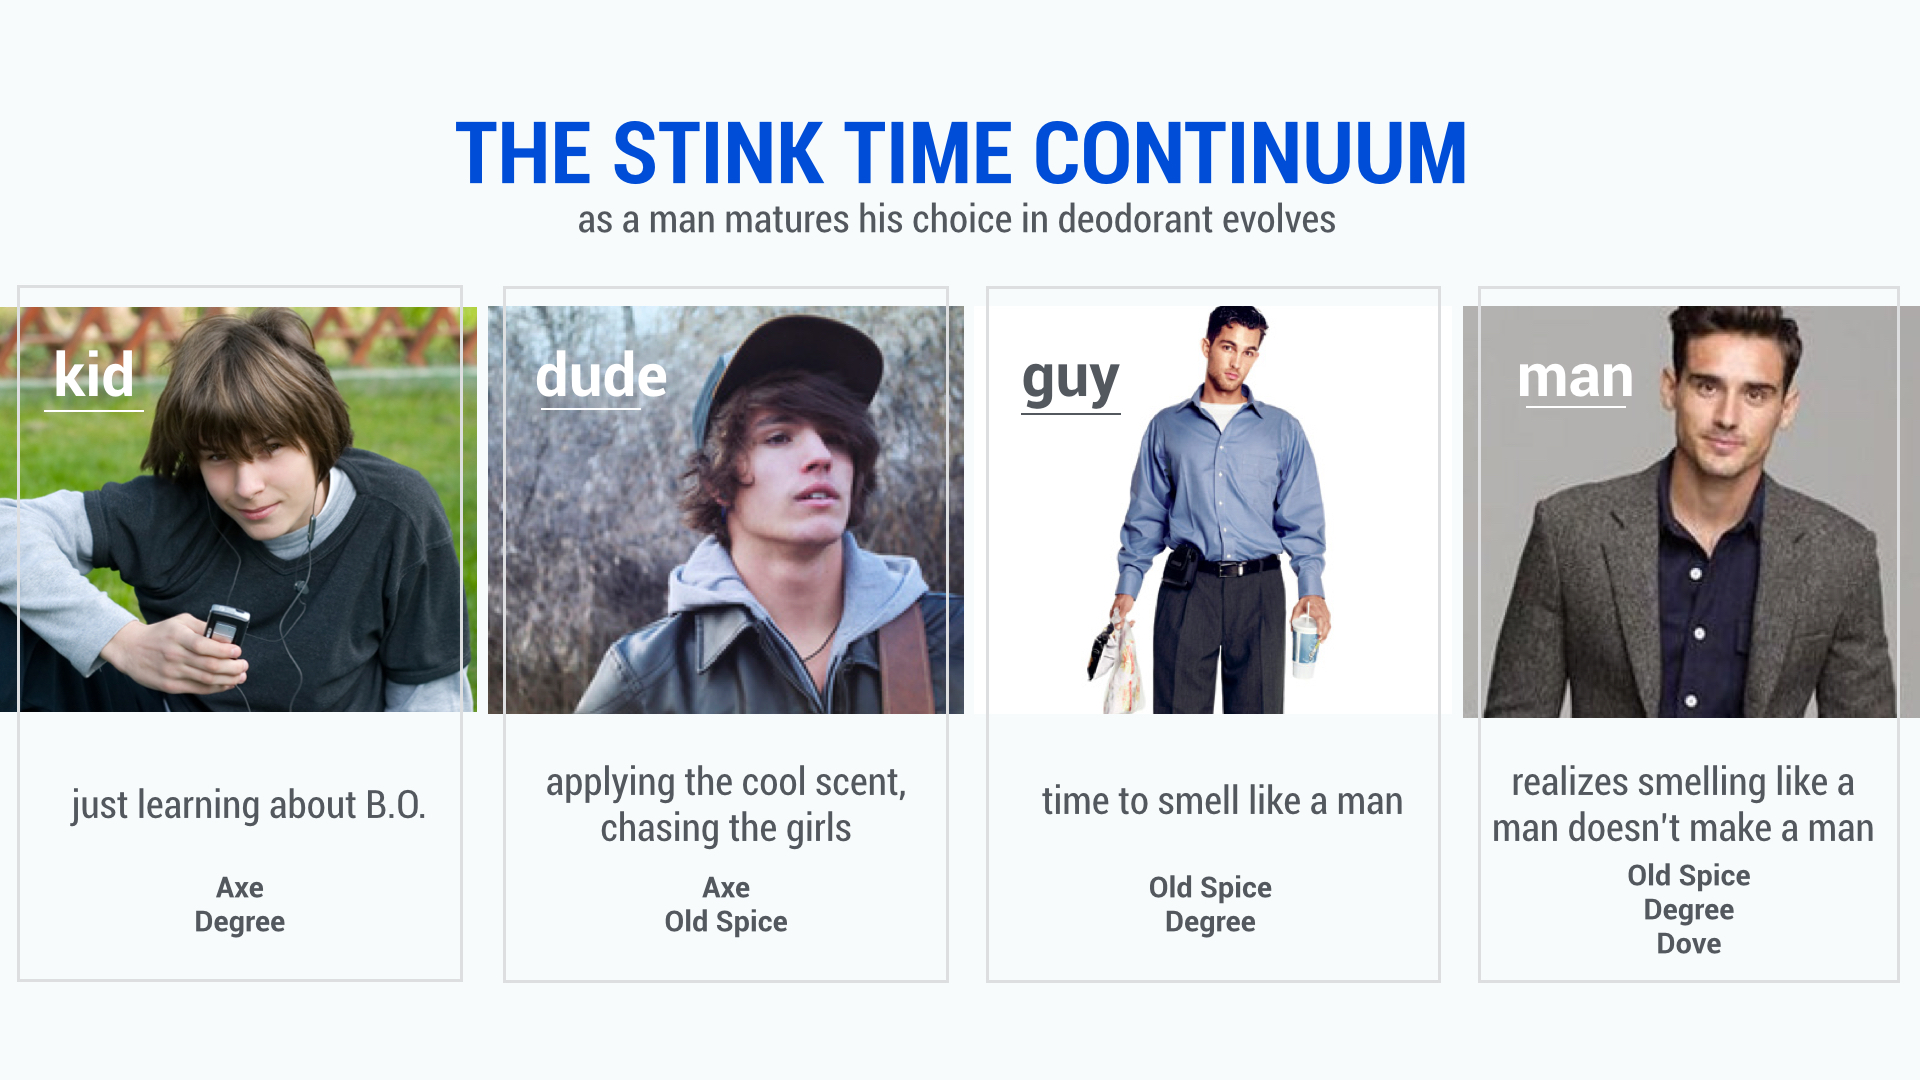 THE STINK TIME CONTINUUM
as a man matures his choice in deodorant evolves
kid
just learning about B.O.
Axe
Degree
dude
applying the cool scent,
chasing the girls
Axe
Old Spice
guy
time to smell like a man
Old Spice
Degree
man
realizes smelling like a
man doesn't make a man
Old Spice
Degree
Dove